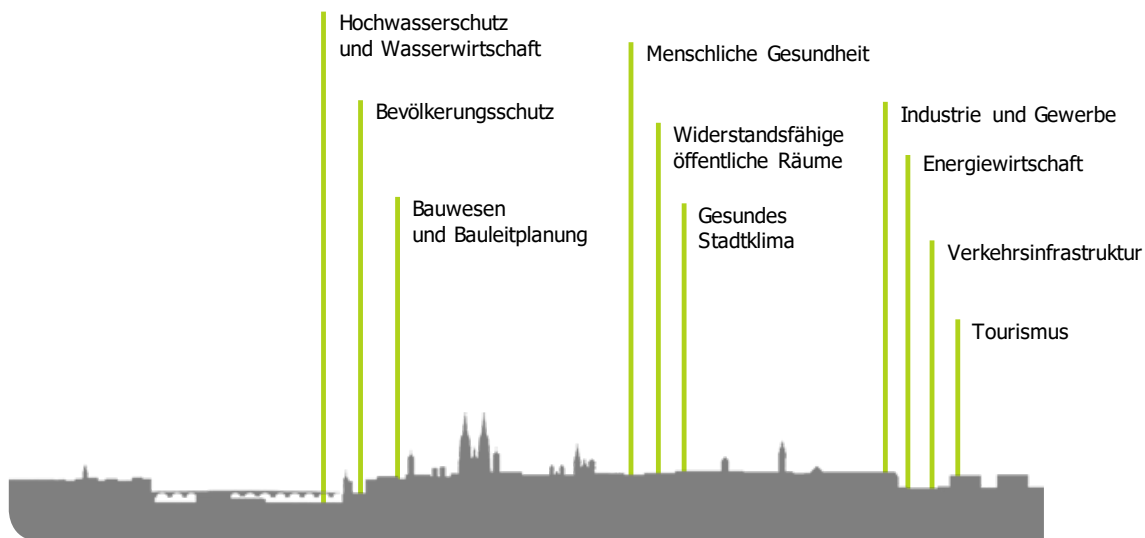 Hochwasserschutz
und Wasserwirtschaft
Bevölkerungsschutz
Bauwesen
und Bauleitplanung
Menschliche Gesundheit
Widerstandsfähige
öffentliche Räume
Gesundes
Stadtklima
Industrie und Gewerbe
Energiewirtschaft
Verkehrsinfrastruktur
Tourismus